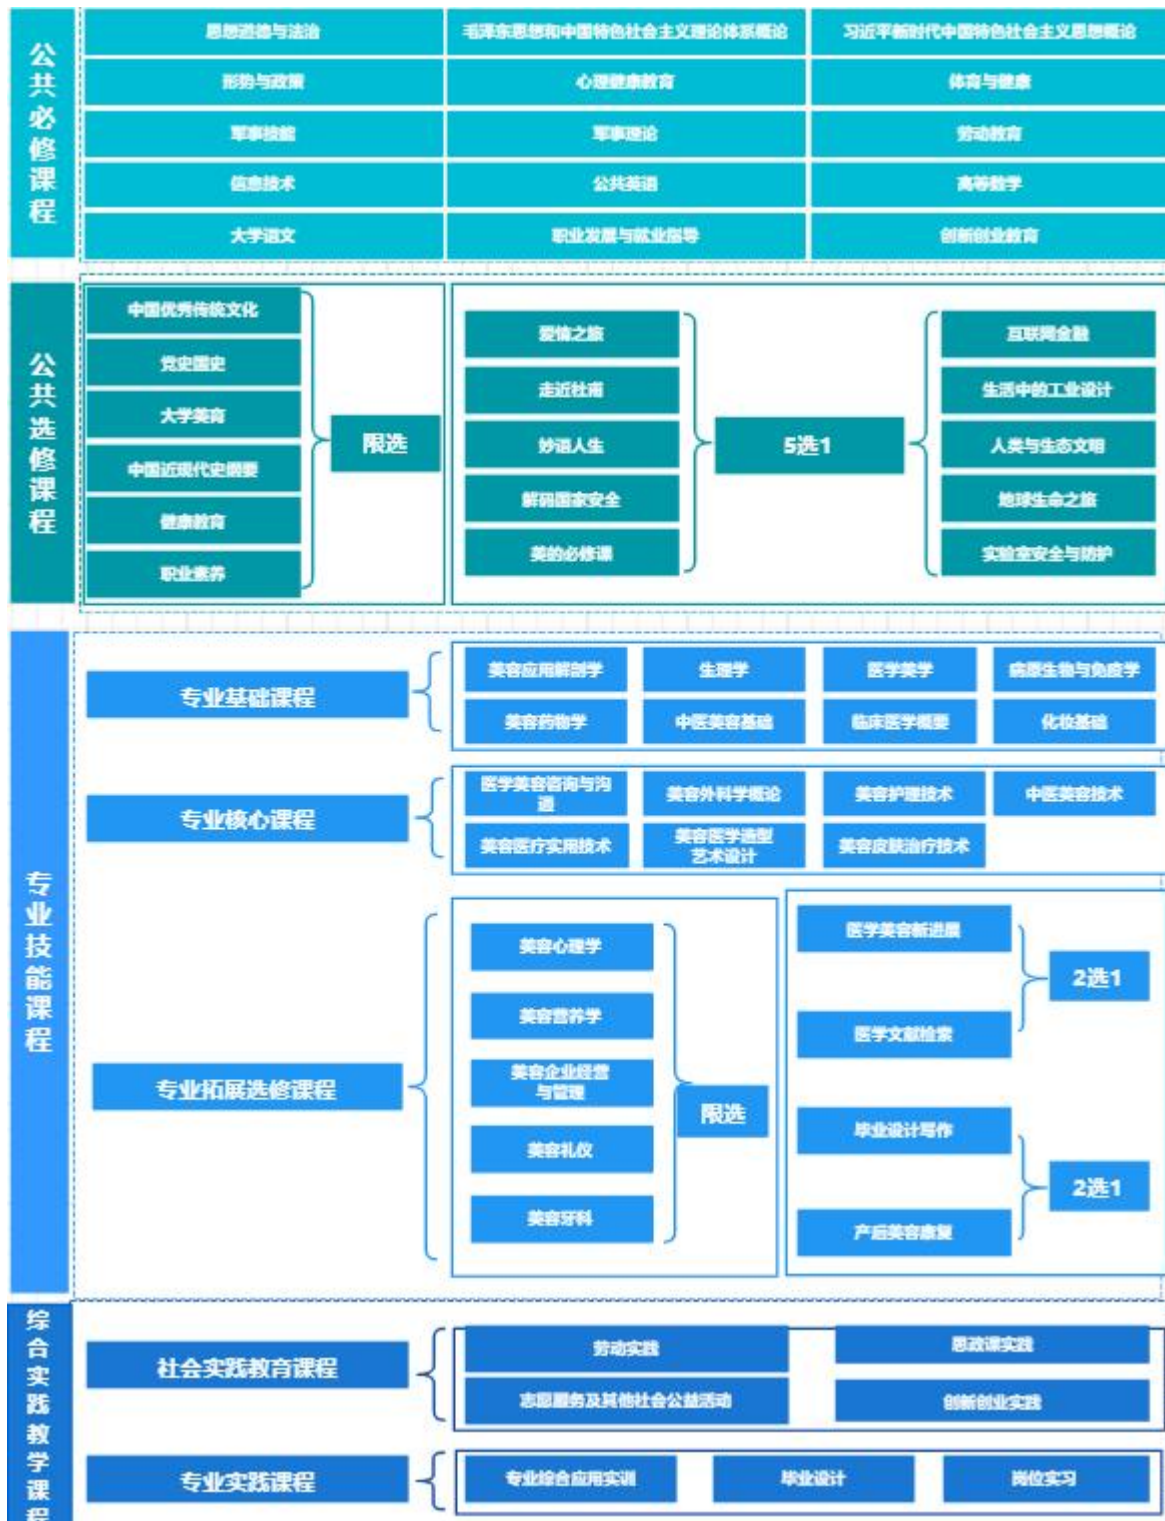 公共必修课程
思想道德与法治
毛泽东思想和中国特色社会主义理论体系概论
习近平新时代中国特色社会主义思想概论
形势与政策
心理健康教育
体育与健康
军事技能
军事理论
劳动教育
信息技术
公共英语
高等数学
大学语文
职业发展与就业指导
创新创业教育
公共选修课程
中国优秀传统文化
党史国史
大学美育
中国近现代史纲要
健康教育
职业素养
限选
爱情之旅
走近杜甫
妙语人生
解码国家安全
美的必修课
5选1
互联网金融
生活中的工业设计
人类与生态文明
地球生命之旅
实验室安全与防护
专业技能课程
专业基础课程
美容应用解剖学
生理学
医学美学
病原生物与免疫学
美容药物学
中医美容基础
临床医学概要
化妆基础
专业核心课程
医学美容咨询与沟
通
美容外科学概论
美容护理技术
中医美容技术
美容医疗实用技术
美容医学造型
艺术设计
美容皮肤治疗技术
专业拓展选修课程
美容心理学
美容营养学
美容企业经营
与管理
美容礼仪
美容牙科
限选
医学美容新进展
医学文献检索
2选1
毕业设计写作
产后美容康复
2选1
综合实践教学课程
社会实践教育课程
劳动实践
思政课实践
志愿服务及其他社会公益活动
创新创业实践
专业实践课程
专业综合应用实训
毕业设计
岗位实习